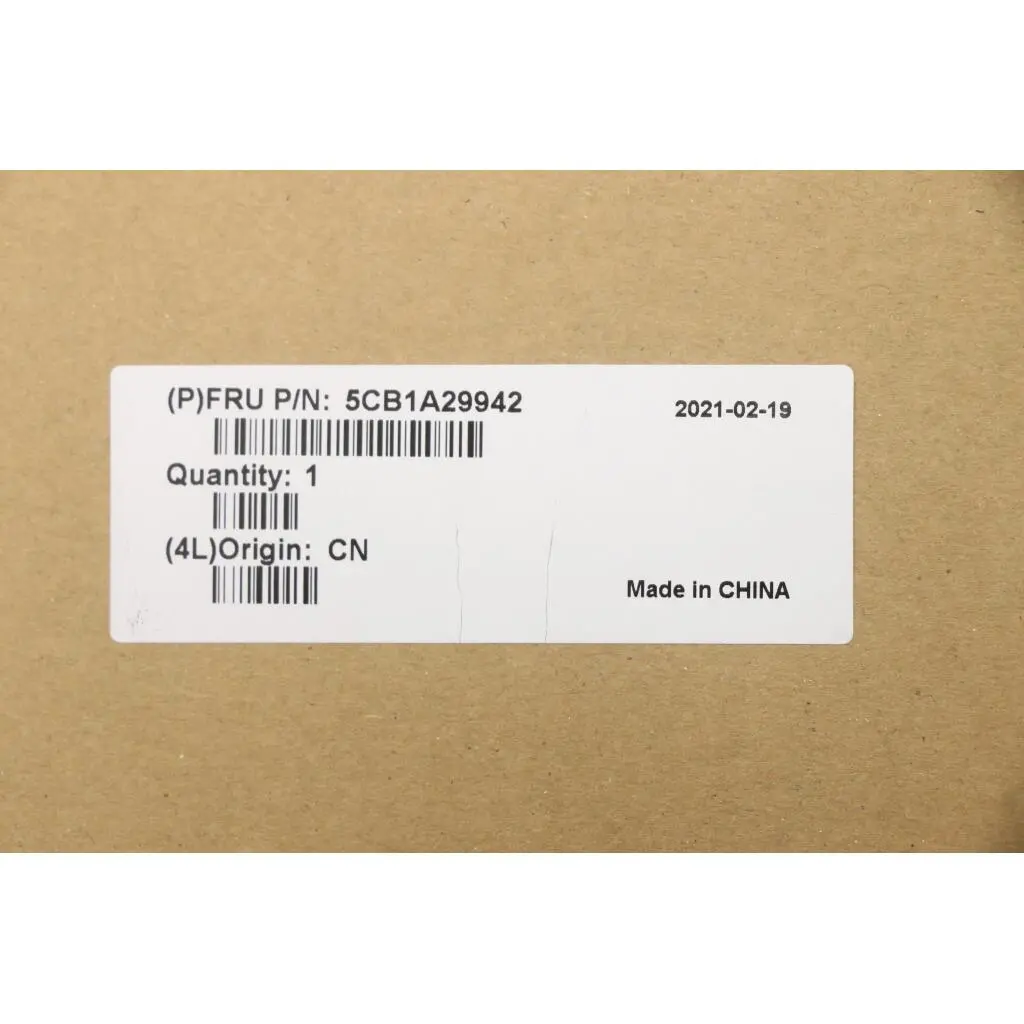 (P)FRU P/N: 5CB1A29942
2021-02-19
Quantity: 1
(4L)Origin: CN
Made in CHINA